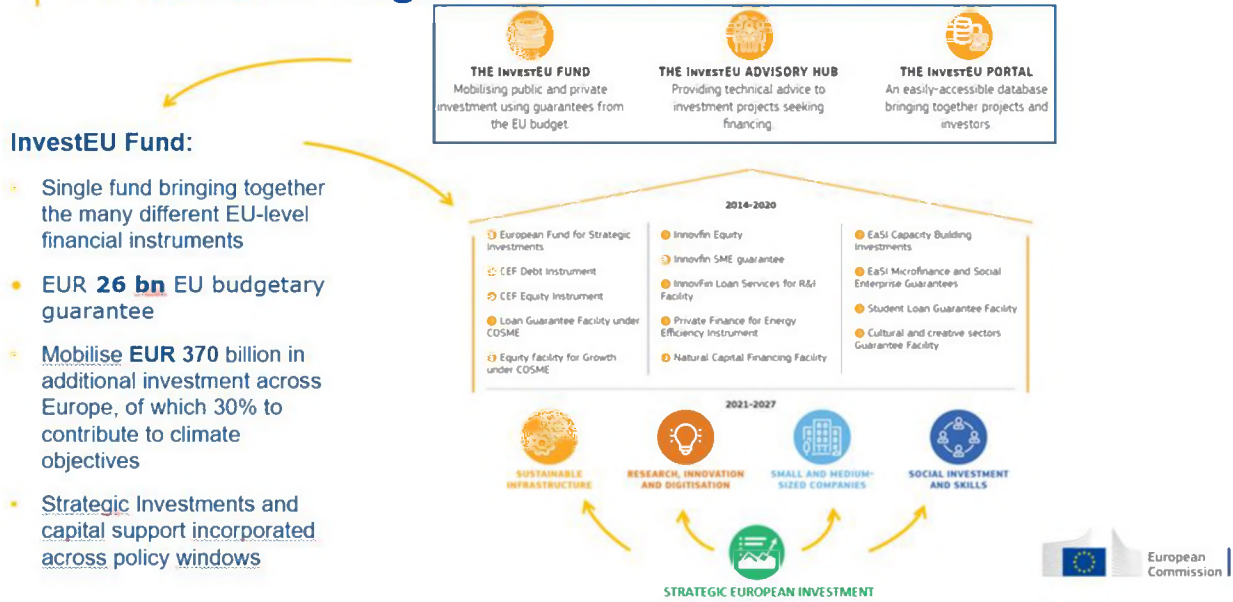 THE INVESTEU FUND
Mobilising public and private
investment using guarantees from
the EU budget.
THE INVESTEU ADVISORY HUB
Providing technical advice to
investment projects seeking
financing.
THE INVESTEU PORTAL
An easily-accessible database
bringing together projects and
investors
InvestEU Fund:
Single fund bringing together
the many different EU-level
financial instruments
EUR 26 bn EU budgetary
guarantee
Mobilise EUR 370 billion in
additional investment across
Europe, of which 30% to
contribute to climate
objectives
Strategic Investments and
capital support incorporated
across policy windows
2014-2020
European Fund for Strategic
Investments
CEF Debt Instrument
CEF Equity Instrument
Loan Guarantee Facility under
COSME
Equity facility for Growth
under COSME
Innovfin Equity
Innovfin SME guarantee
InnovFin Loan Services for R&I
Facility
Private Finance for Energy
Efficiency Instrument
Natural Capital Financing Facility
EaSI Capacity Building
Investments
EaSI Microfinance and Social
Enterprise Guarantees
Student Loan Guarantee Facility
Cultural and creative sectors
Guarantee Facility
2021-2027
SUSTAINABLE
INFRASTRUCTURE
RESEARCH, INNOVATION
AND DIGITISATION
SMALL AND MEDIUM-
SIZED COMPANIES
SOCIAL INVESTMENT
AND SKILLS
STRATEGIC EUROPEAN INVESTMENT
European
Commission